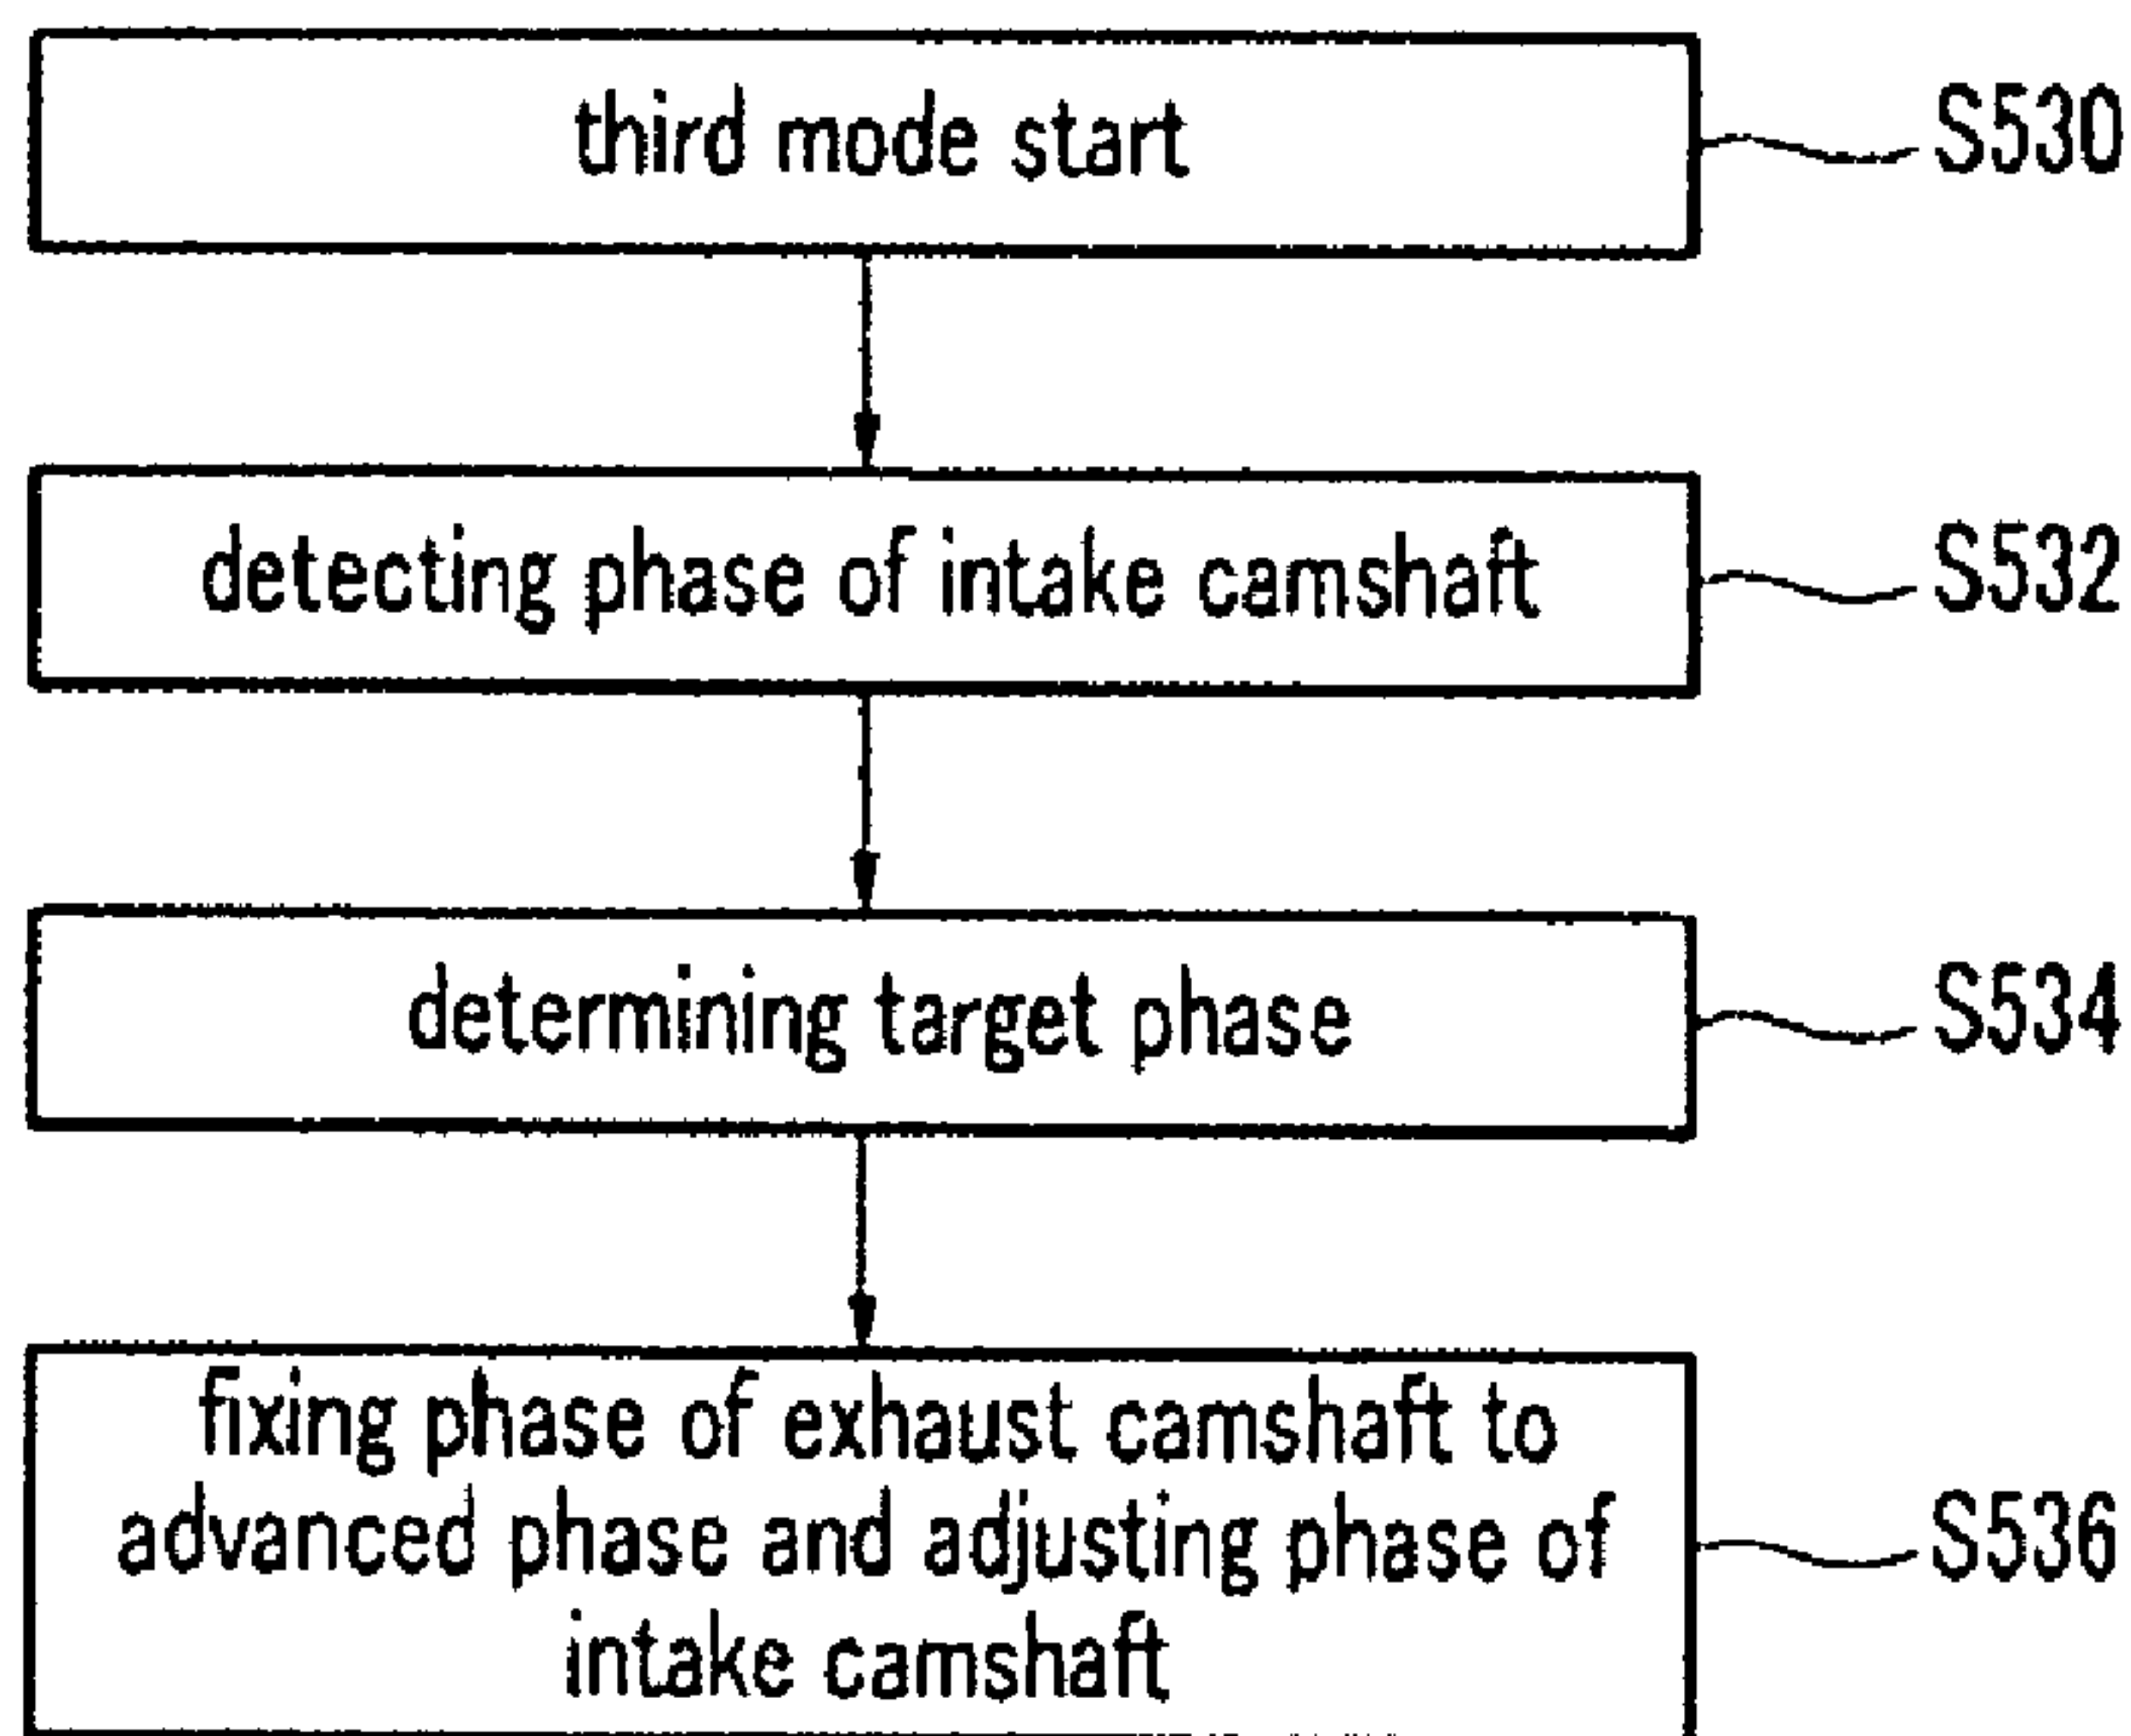 third mode start
S530
detecting phase of intake camshaft
S532
determining target phase
S534
fixing phase of exhaust camshaft to
advanced phase and adjusting phase of
intake camshaft
S536